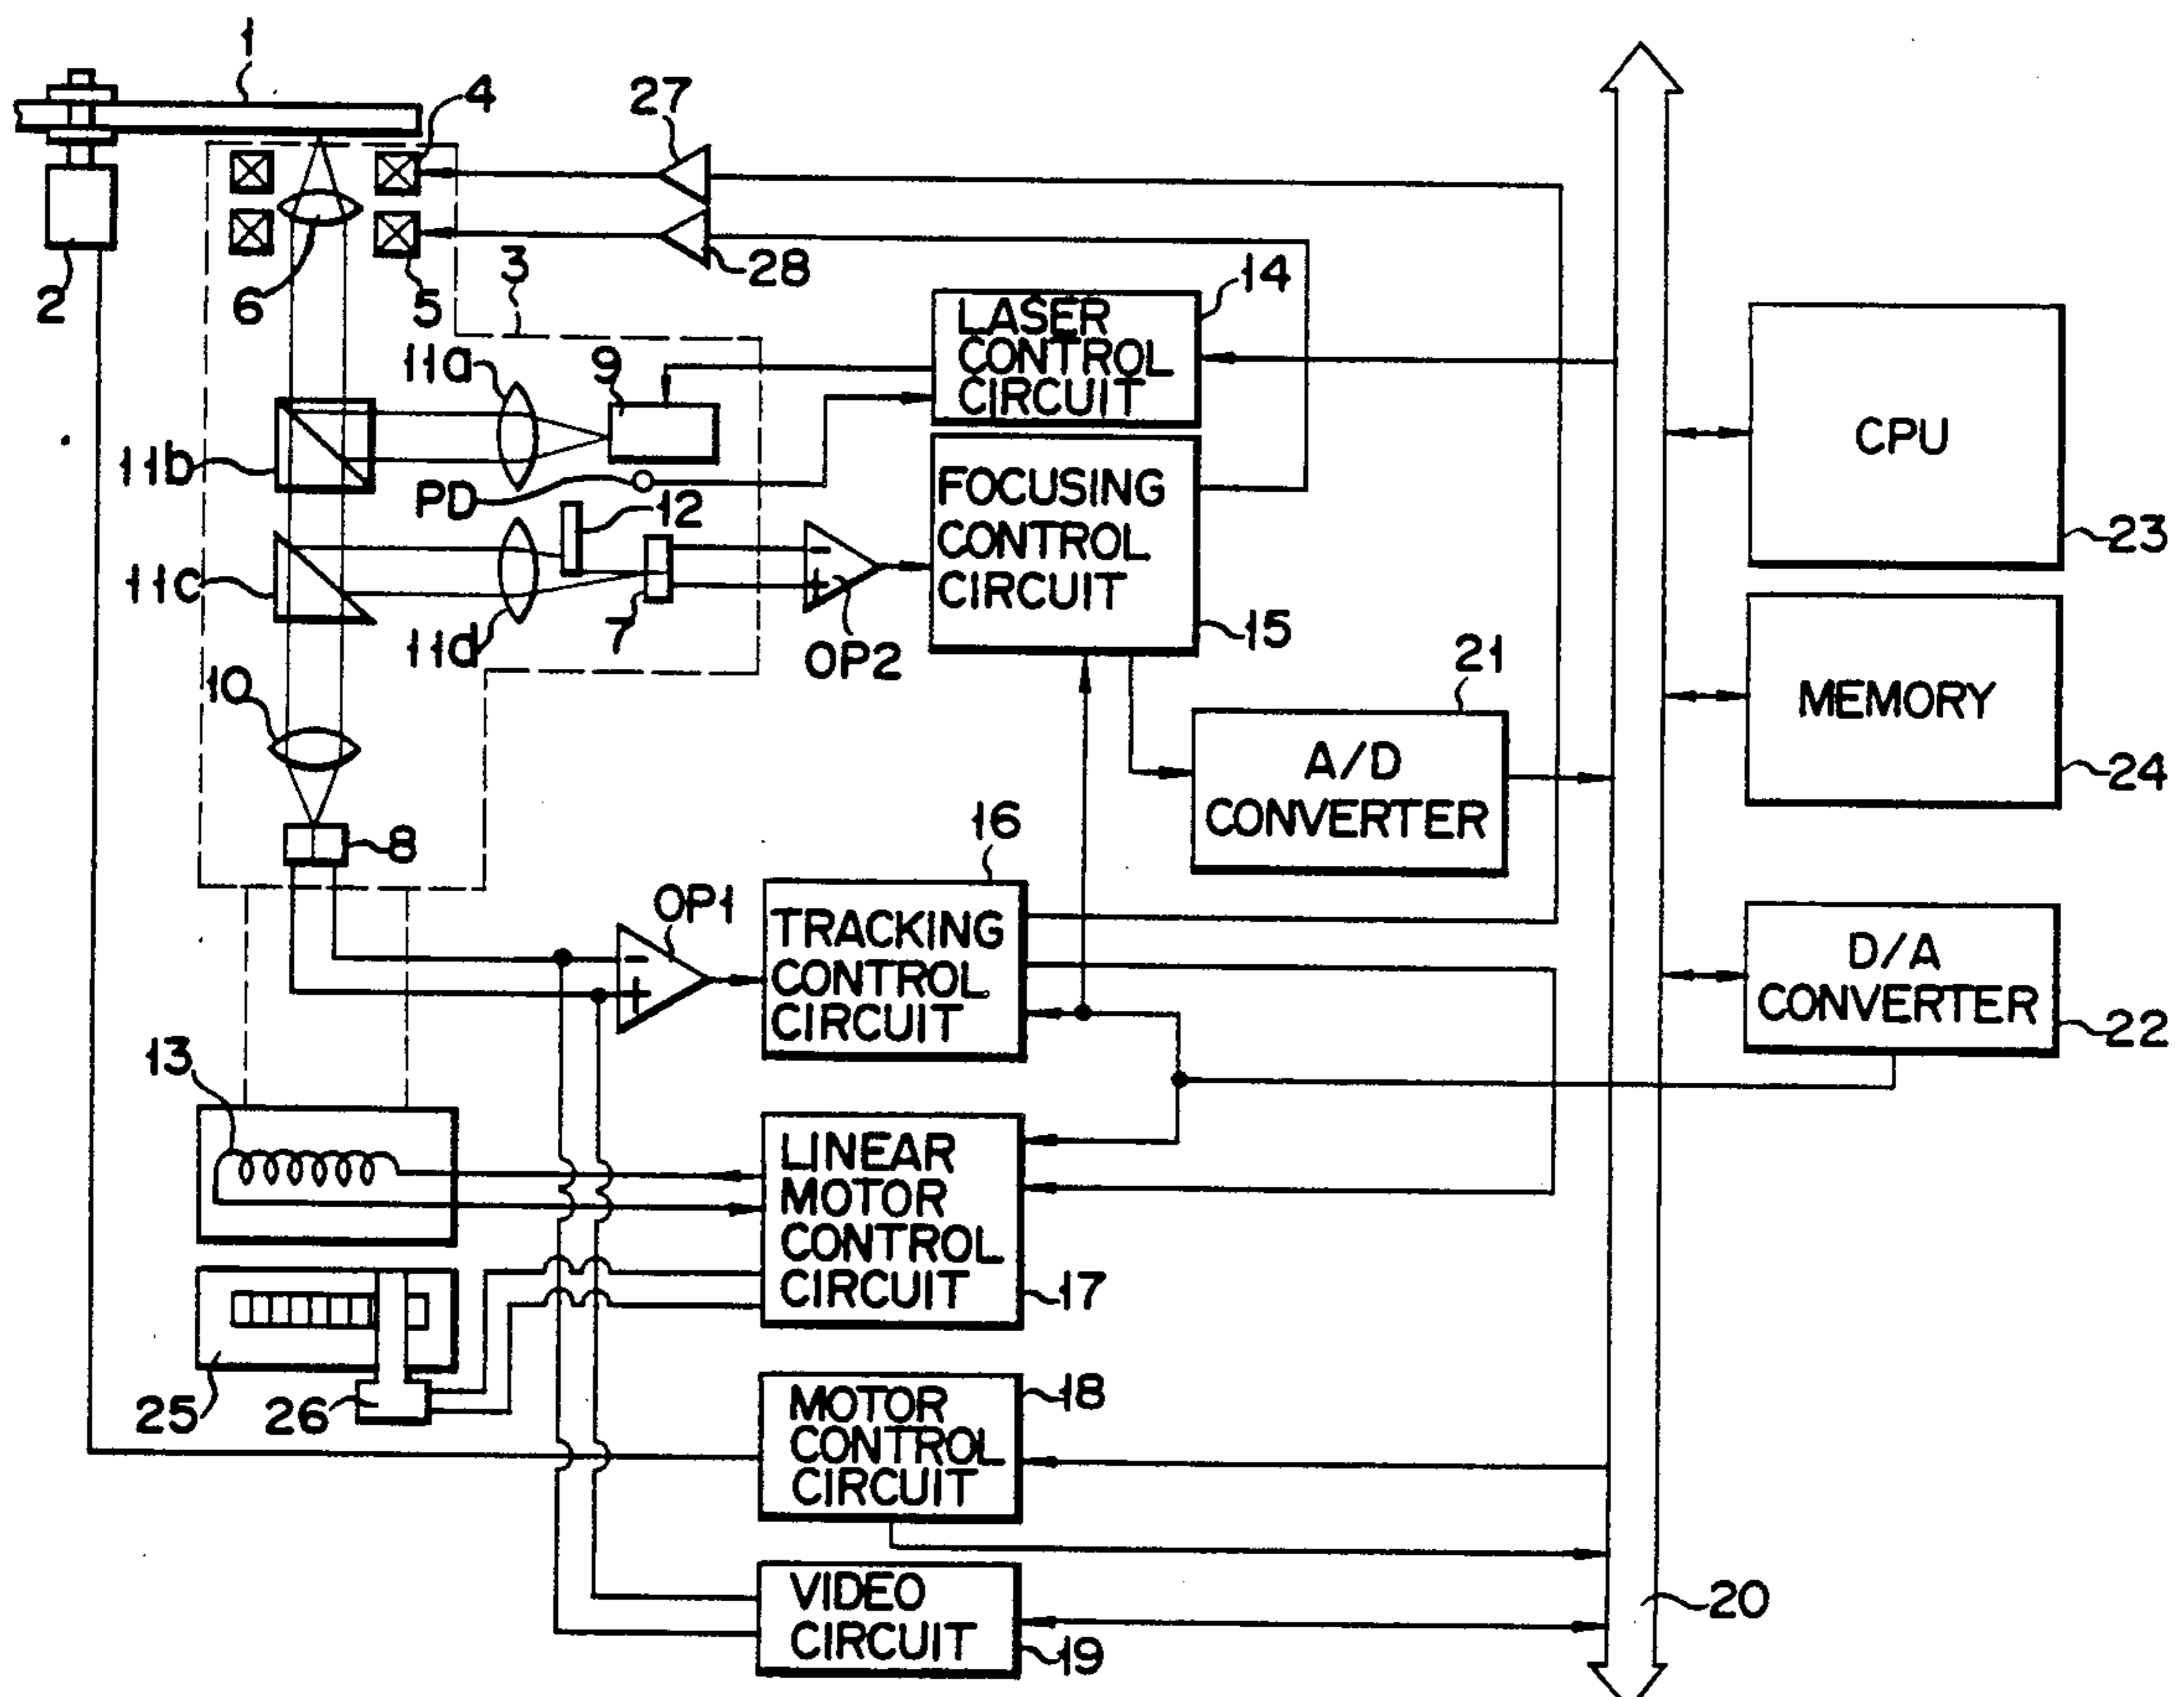 1
4
27
2
6
5
3
28
14
LASER
CONTROL
CIRCUIT
11a
9
11b
PD
12
FOCUSING
CONTROL
CIRCUIT
CPU
23
11c
11d
7
OP2
15
21
MEMORY
24
10
A/D
CONVERTER
8
16
OP1
TRACKING
CONTROL
CIRCUIT
D/A
CONVERTER
22
13
LINEAR
MOTOR
CONTROL
CIRCUIT
17
25
26
18
MOTOR
CONTROL
CIRCUIT
VIDEO
CIRCUIT
19
20